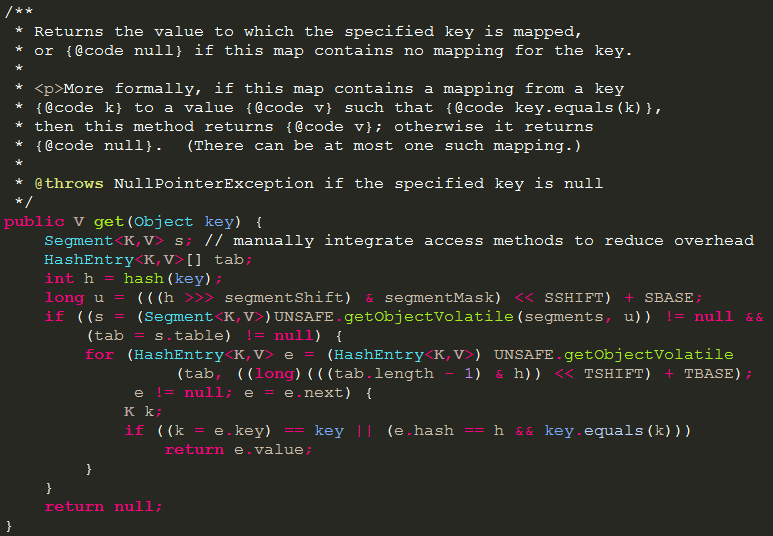 /**
 * Returns the value to which the specified key is mapped,
 * or {@code null} if this map contains no mapping for the key.
 *
 * <p>More formally, if this map contains a mapping from a key
 * {@code k} to a value {@code v} such that {@code key.equals(k)},
 * then this method returns {@code v}; otherwise it returns
 * {@code null}.  (There can be at most one such mapping.)
 *
 * @throws NullPointerException if the specified key is null
 */
public V get(Object key) {
    Segment<K,V> s; // manually integrate access methods to reduce overhead
    HashEntry<K,V>[] tab;
    int h = hash(key);
    long u = (((h >>> segmentShift) & segmentMask) << SSHIFT) + SBASE;
    if ((s = (Segment<K,V>)UNSAFE.getObjectVolatile(segments, u)) != null &&
        (tab = s.table) != null) {
        for (HashEntry<K,V> e = (HashEntry<K,V>) UNSAFE.getObjectVolatile
                 (tab, ((long)(((tab.length - 1) & h)) << TSHIFT) + TBASE);
             e != null; e = e.next) {
            K k;
            if ((k = e.key) == key || (e.hash == h && key.equals(k)))
                return e.value;
        }
    }
    return null;
}